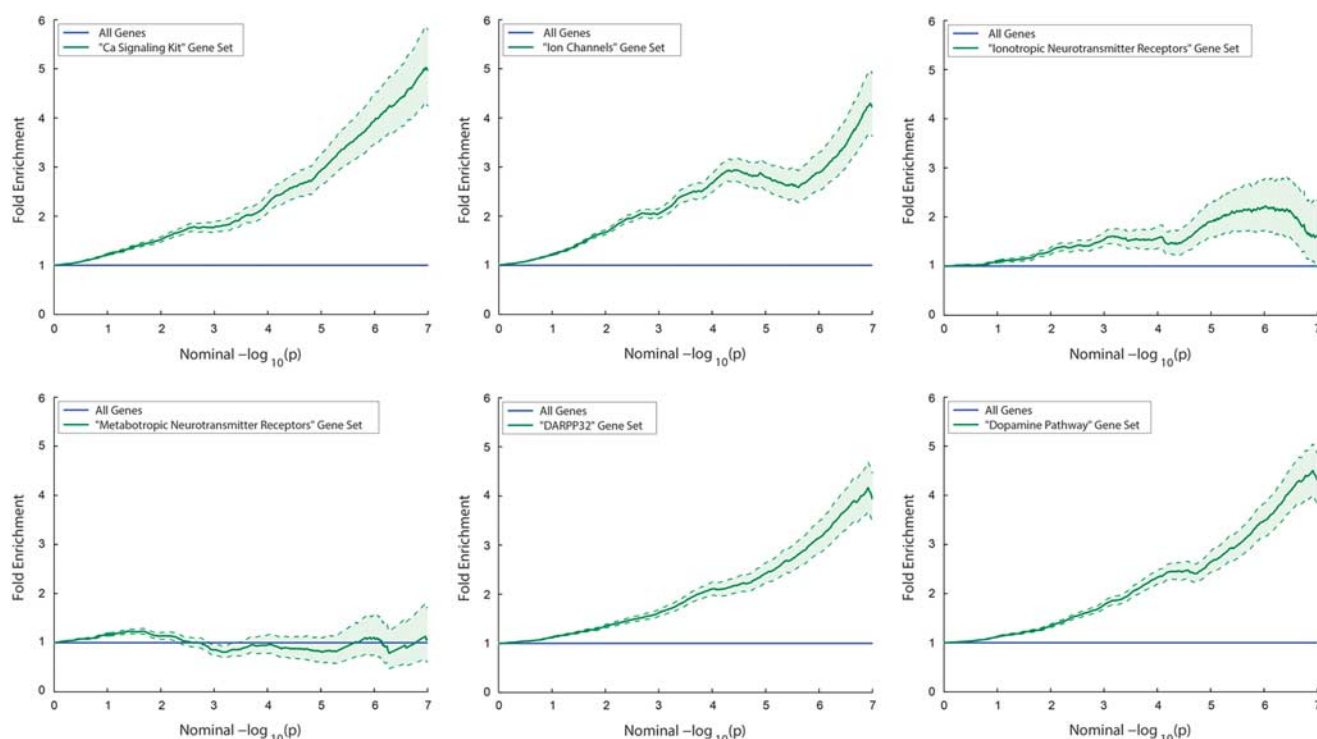 All Genes
"Ca Signaling Kit" Gene Set
6
5
4
3
2
1
0
Fold Enrichment
0 1 2 3 4 5 6 7
Nominal −log10(p)
All Genes
"Ion Channels" Gene Set
6
5
4
3
2
1
0
Fold Enrichment
0 1 2 3 4 5 6 7
Nominal −log10(p)
All Genes
"Ionotropic Neurotransmitter Receptors" Gene Set
6
5
4
3
2
1
0
Fold Enrichment
0 1 2 3 4 5 6 7
Nominal −log10(p)
All Genes
"Metabotropic Neurotransmitter Receptors" Gene Set
6
5
4
3
2
1
0
Fold Enrichment
0 1 2 3 4 5 6 7
Nominal −log10(p)
All Genes
"DARPP32" Gene Set
6
5
4
3
2
1
0
Fold Enrichment
0 1 2 3 4 5 6 7
Nominal −log10(p)
All Genes
"Dopamine Pathway" Gene Set
6
5
4
3
2
1
0
Fold Enrichment
0 1 2 3 4 5 6 7
Nominal −log10(p)